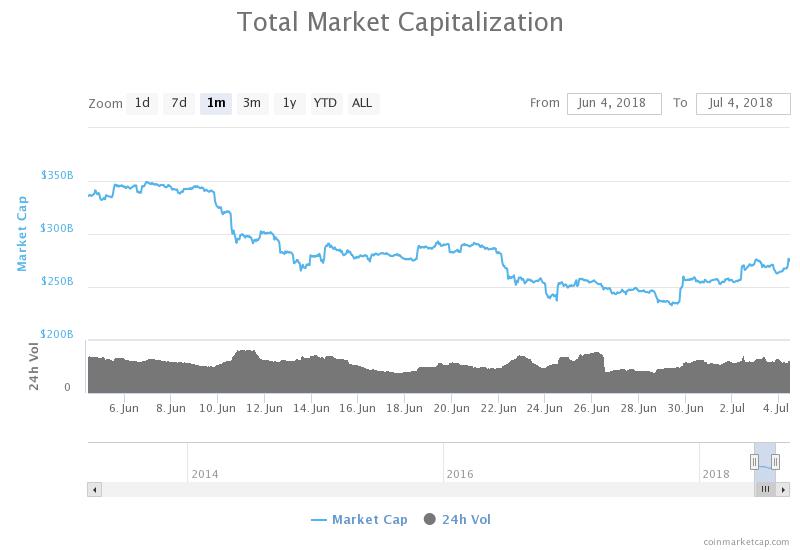 Total Market Capitalization
Zoom 1d 7d 1m 3m 1y YTD ALL From Jun 4, 2018 To Jul 4, 2018
Market Cap
$350B
$300B
$250B
$200B
24h Vol
0
6. Jun 8. Jun 10. Jun 12. Jun 14. Jun 16. Jun 18. Jun 20. Jun 22. Jun 24. Jun 26. Jun 28. Jun 30. Jun 2. Jul 4. Jul
2014 2016 2018
Market Cap 24h Vol
coinmarketcap.com